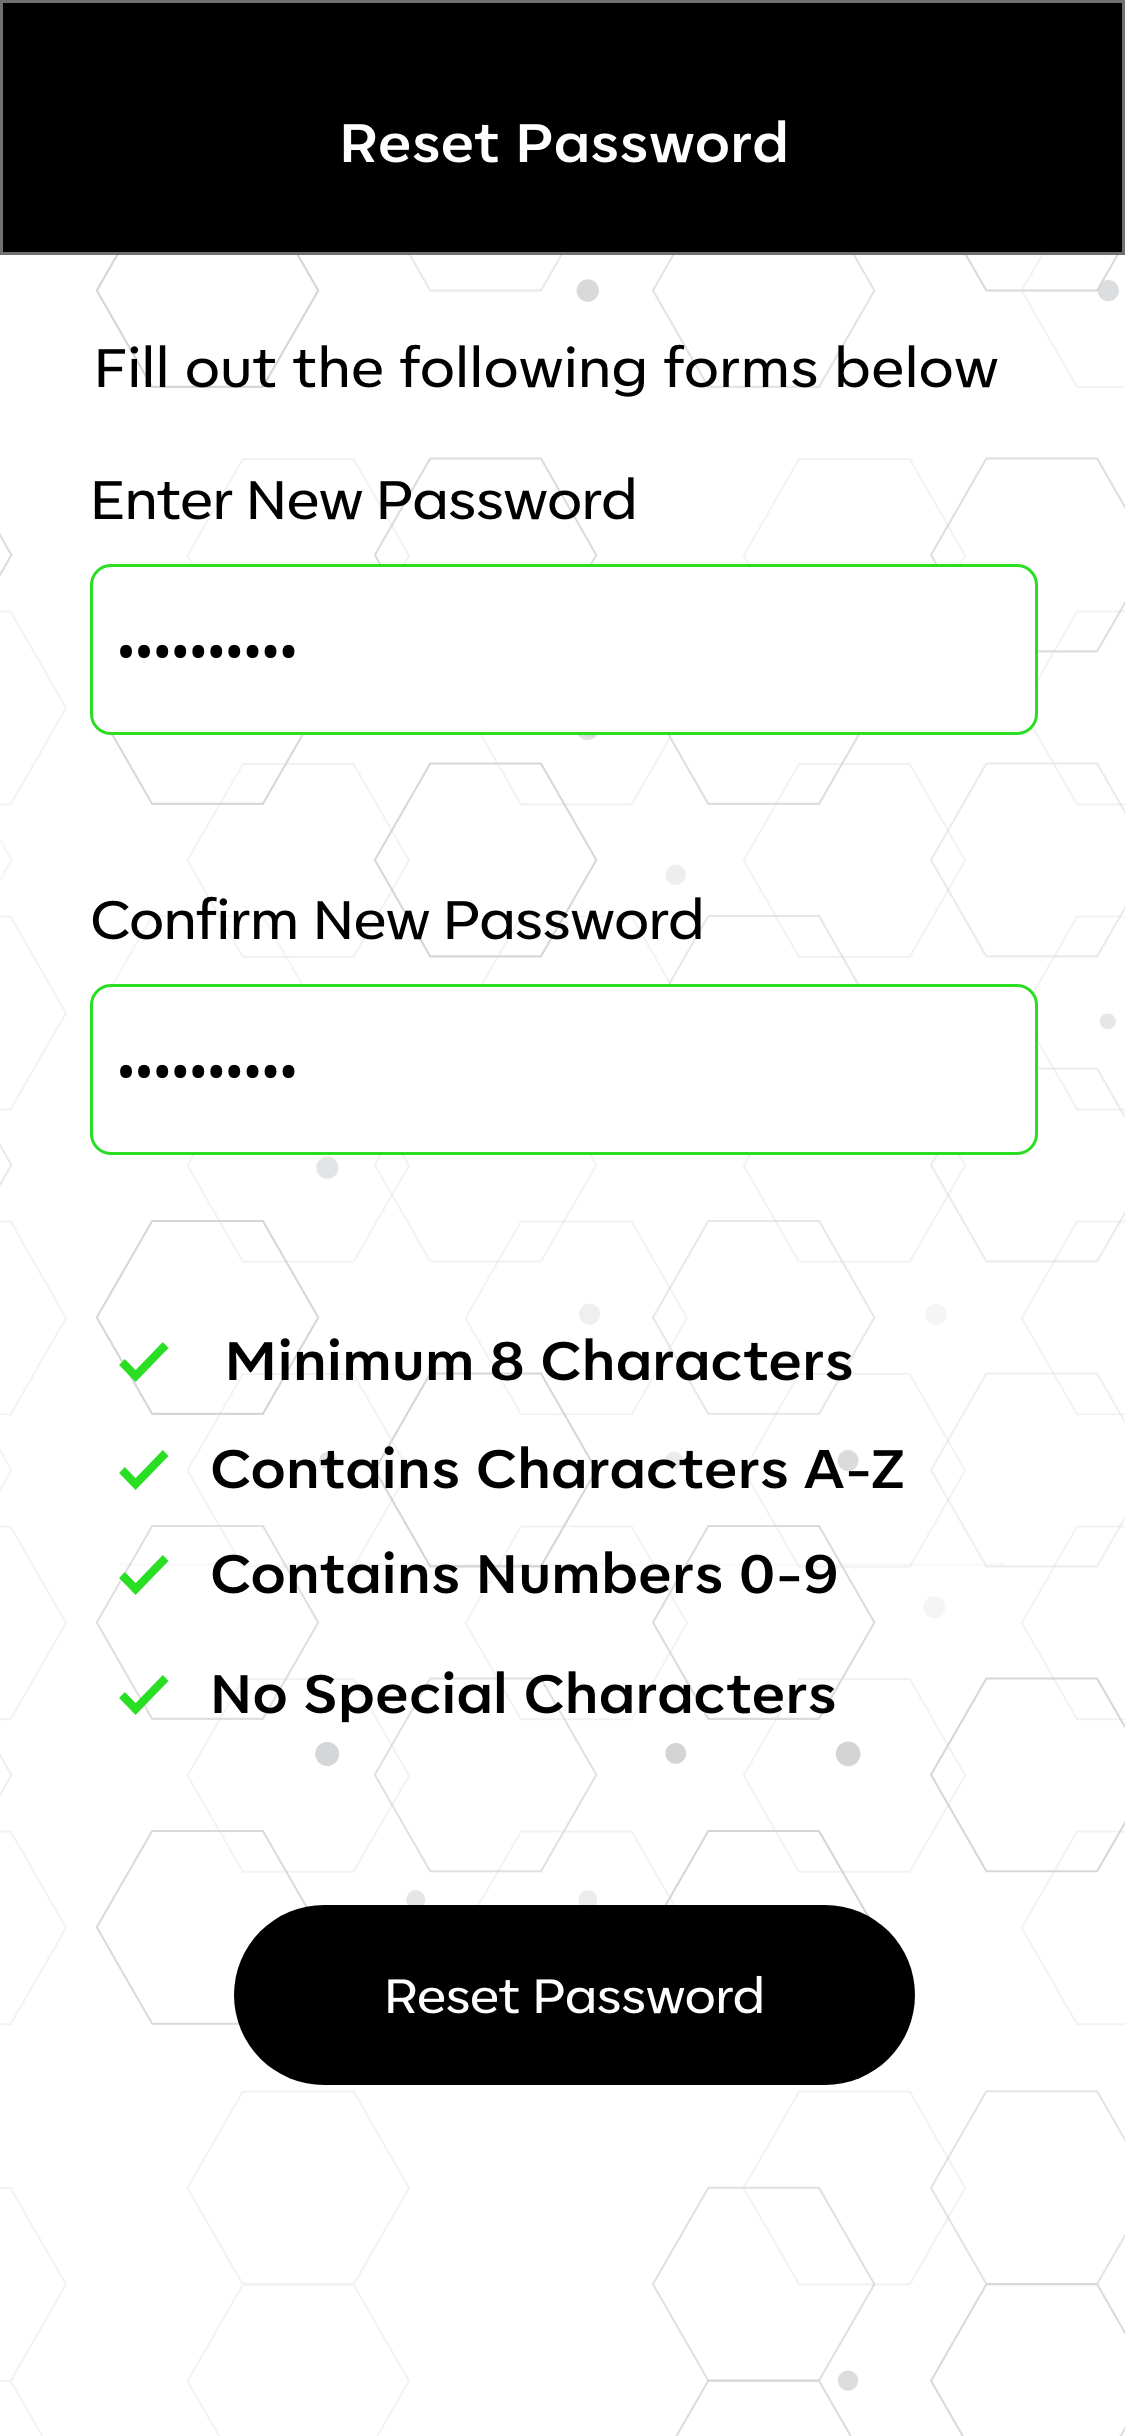 Reset Password
Fill out the following forms below
Enter New Password
••••••••••
Confirm New Password
••••••••••
Minimum 8 Characters
Contains Characters A-Z
Contains Numbers 0-9
No Special Characters
Reset Password